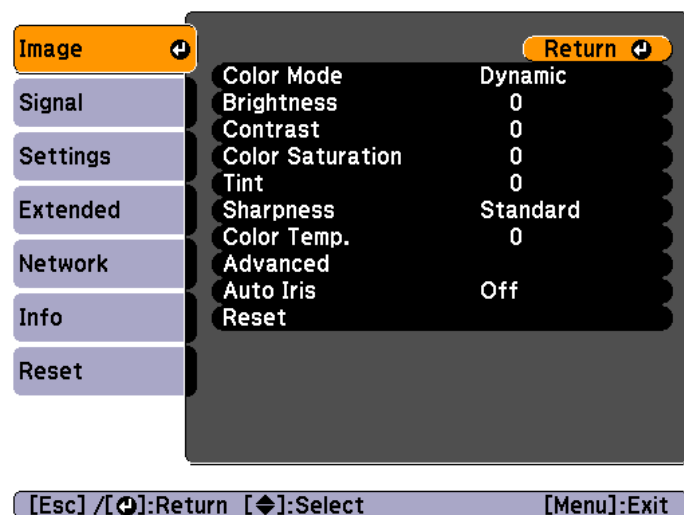 Image
Signal
Settings
Extended
Network
Info
Reset
Return
Color Mode Dynamic
Brightness 0
Contrast 0
Color Saturation 0
Tint 0
Sharpness Standard
Color Temp. 0
Advanced
Auto Iris Off
Reset
[Esc] /[⏎]:Return [◆]:Select [Menu]:Exit